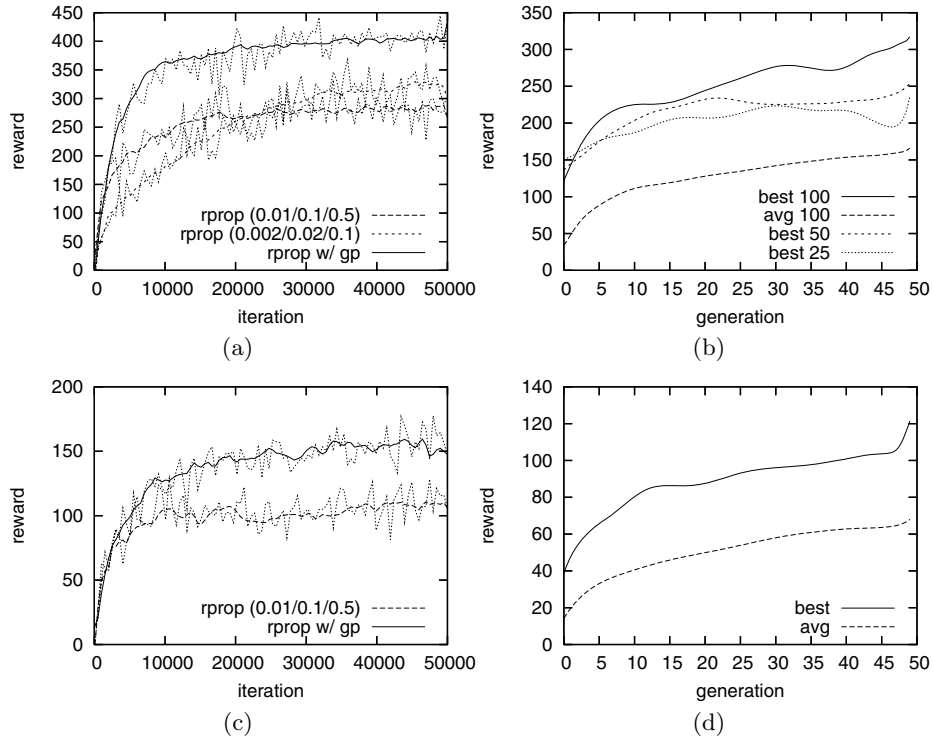 450
400
350
300
250
200
150
100
50
0
reward
0 10000 20000 30000 40000 50000
iteration
rprop (0.01/0.1/0.5)
rprop (0.002/0.02/0.1)
rprop w/ gp
(a)
350
300
250
200
150
100
50
0
reward
0 5 10 15 20 25 30 35 40 45 50
generation
best 100
avg 100
best 50
best 25
(b)
200
150
100
50
0
reward
0 10000 20000 30000 40000 50000
iteration
rprop (0.01/0.1/0.5)
rprop w/ gp
(c)
140
120
100
80
60
40
20
0
reward
0 5 10 15 20 25 30 35 40 45 50
generation
best
avg
(d)